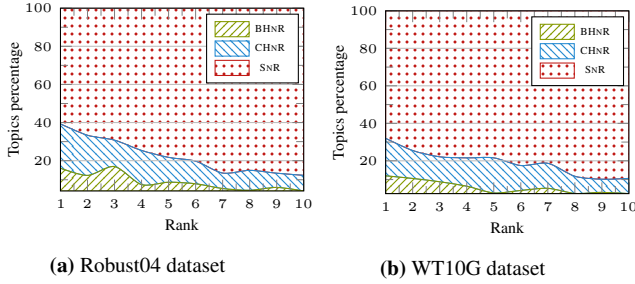 100
80
60
40
20
Topics percentage
BHNR
CHNR
SNR
1 2 3 4 5 6 7 8 9 10
Rank
(a) Robust04 dataset
100
80
60
40
20
Topics percentage
BHNR
CHNR
SNR
1 2 3 4 5 6 7 8 9 10
Rank
(b) WT10G dataset